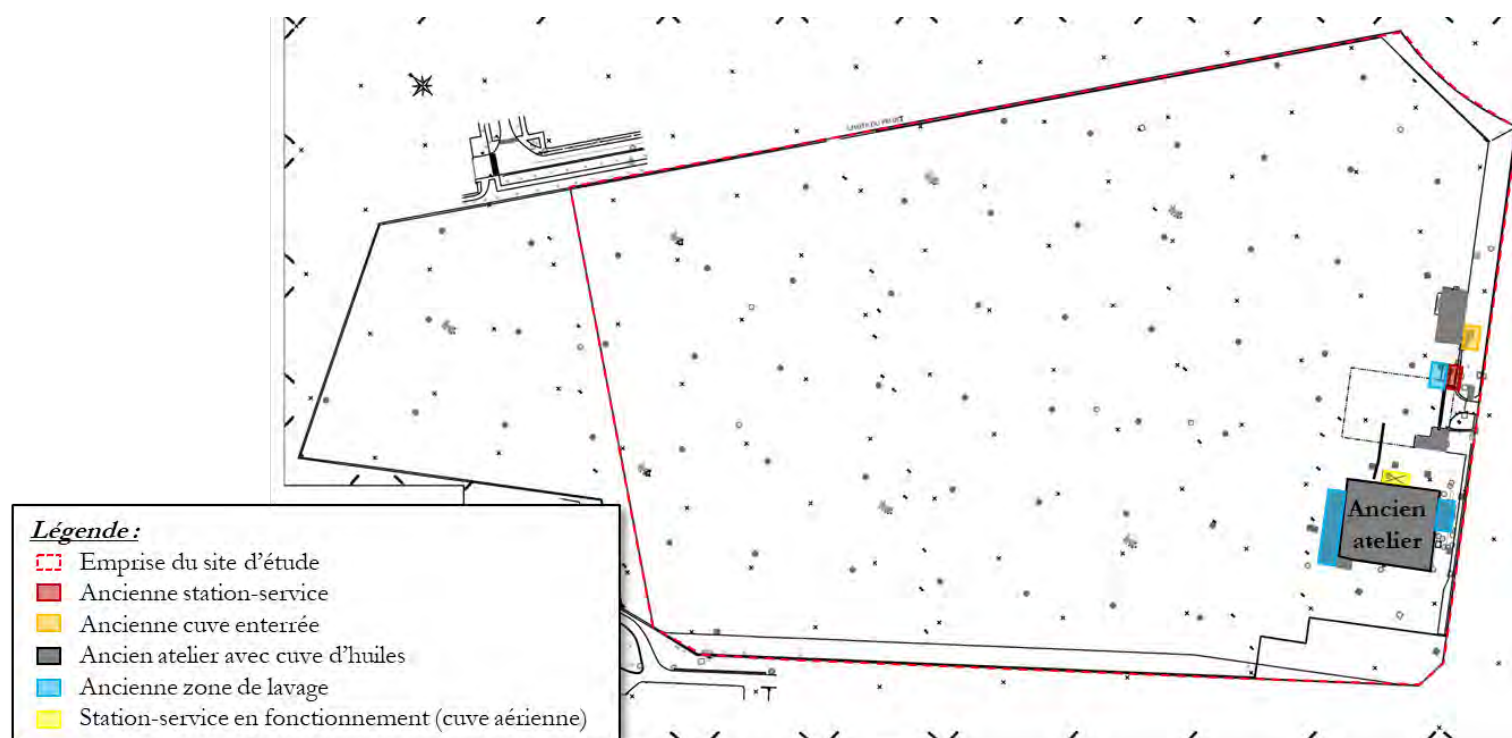 Ancien
atelier
Légende :
Emprise du site d'étude
Ancienne station-service
Ancienne cuve enterrée
Ancien atelier avec cuve d'huiles
Ancienne zone de lavage
Station-service en fonctionnement (cuve aérienne)